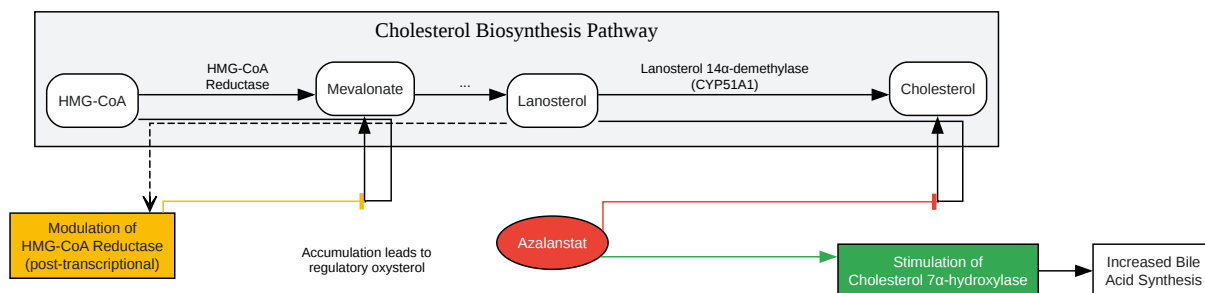 Cholesterol Biosynthesis Pathway
HMG-CoA
Reductase
...
Lanosterol 14α-demethylase
(CYP51A1)
HMG-CoA
Mevalonate
Lanosterol
Cholesterol
Modulation of
HMG-CoA Reductase
(post-transcriptional)
Accumulation leads to
regulatory oxysterol
Azalanstat
Stimulation of
Cholesterol 7α-hydroxylase
Increased Bile
Acid Synthesis